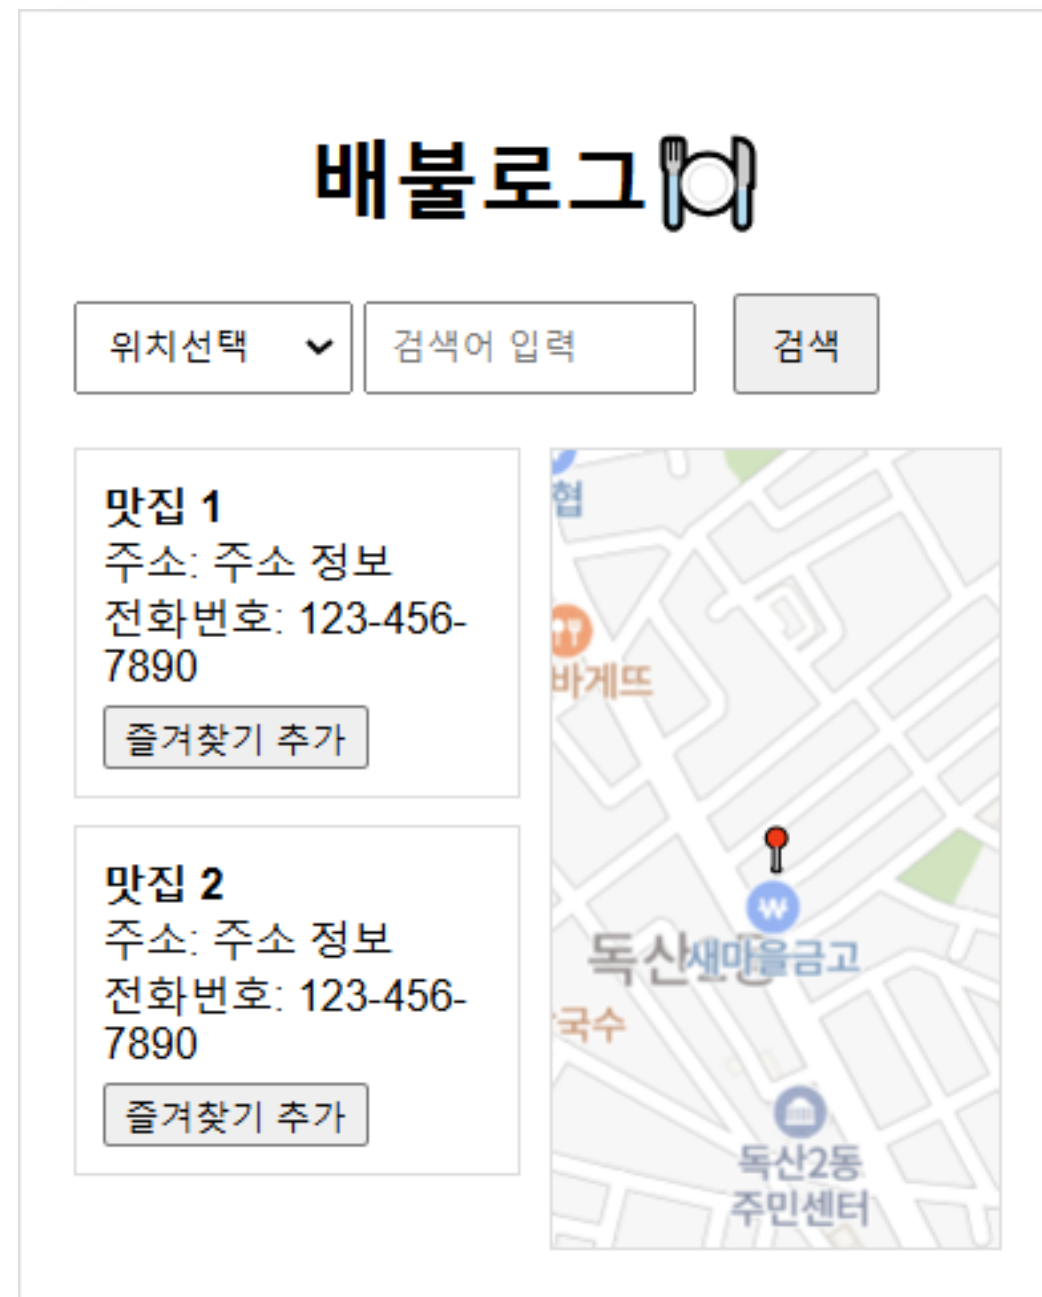 배불로그
위치선택
검색어 입력
검색
맛집 1
주소: 주소 정보
전화번호: 123-456-
7890
즐겨찾기 추가
맛집 2
주소: 주소 정보
전화번호: 123-456-
7890
즐겨찾기 추가
협
바게뜨
독산
새마을금고
국수
독산2동
주민센터